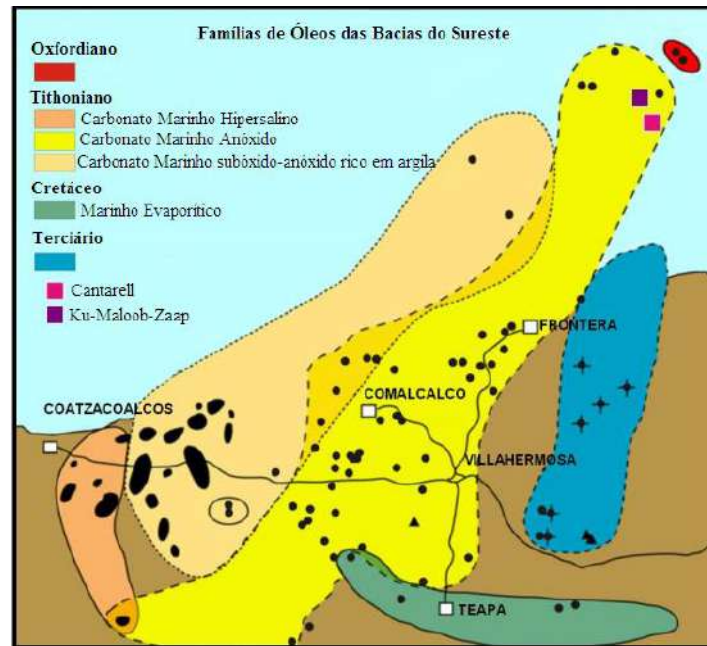 Famílias de Óleos das Bacias do Sureste
Oxfordiano
Tithoniano
Carbonato Marinho Hipersalino
Carbonato Marinho Anóxido
Carbonato Marinho subóxido-anóxido rico em argila
Cretáceo
Marinho Evaporítico
Terciário
Cantarell
Ku-Maloob-Zaap
FRONTERA
COMALCALCO
COATZACOALCOS
VILLAHERMOSA
TEAPA